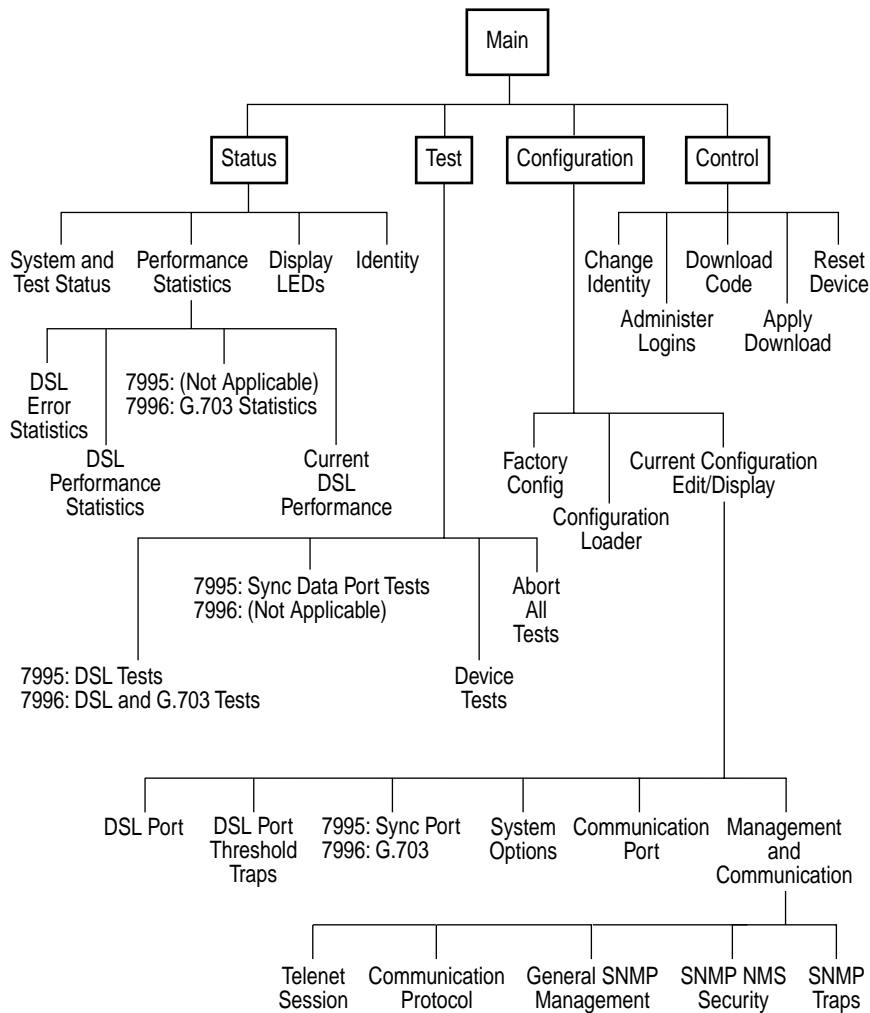 Main
Status
Test
Configuration
Control
System and
Test Status
Performance
Statistics
Display
LEDs
Identity
Change
Identity
Download
Code
Reset
Device
Administer
Logins
Apply
Download
DSL
Error
Statistics
7995: (Not Applicable)
7996: G.703 Statistics
DSL
Performance
Statistics
Current
DSL
Performance
Factory
Config
Current Configuration
Edit/Display
Configuration
Loader
7995: Sync Data Port Tests
7996: (Not Applicable)
Abort
All
Tests
7995: DSL Tests
7996: DSL and G.703 Tests
Device
Tests
DSL Port
DSL Port
Threshold
Traps
7995: Sync Port
7996: G.703
System
Options
Communication
Port
Management
and
Communication
Telenet
Session
Communication
Protocol
General SNMP
Management
SNMP NMS
Security
SNMP
Traps